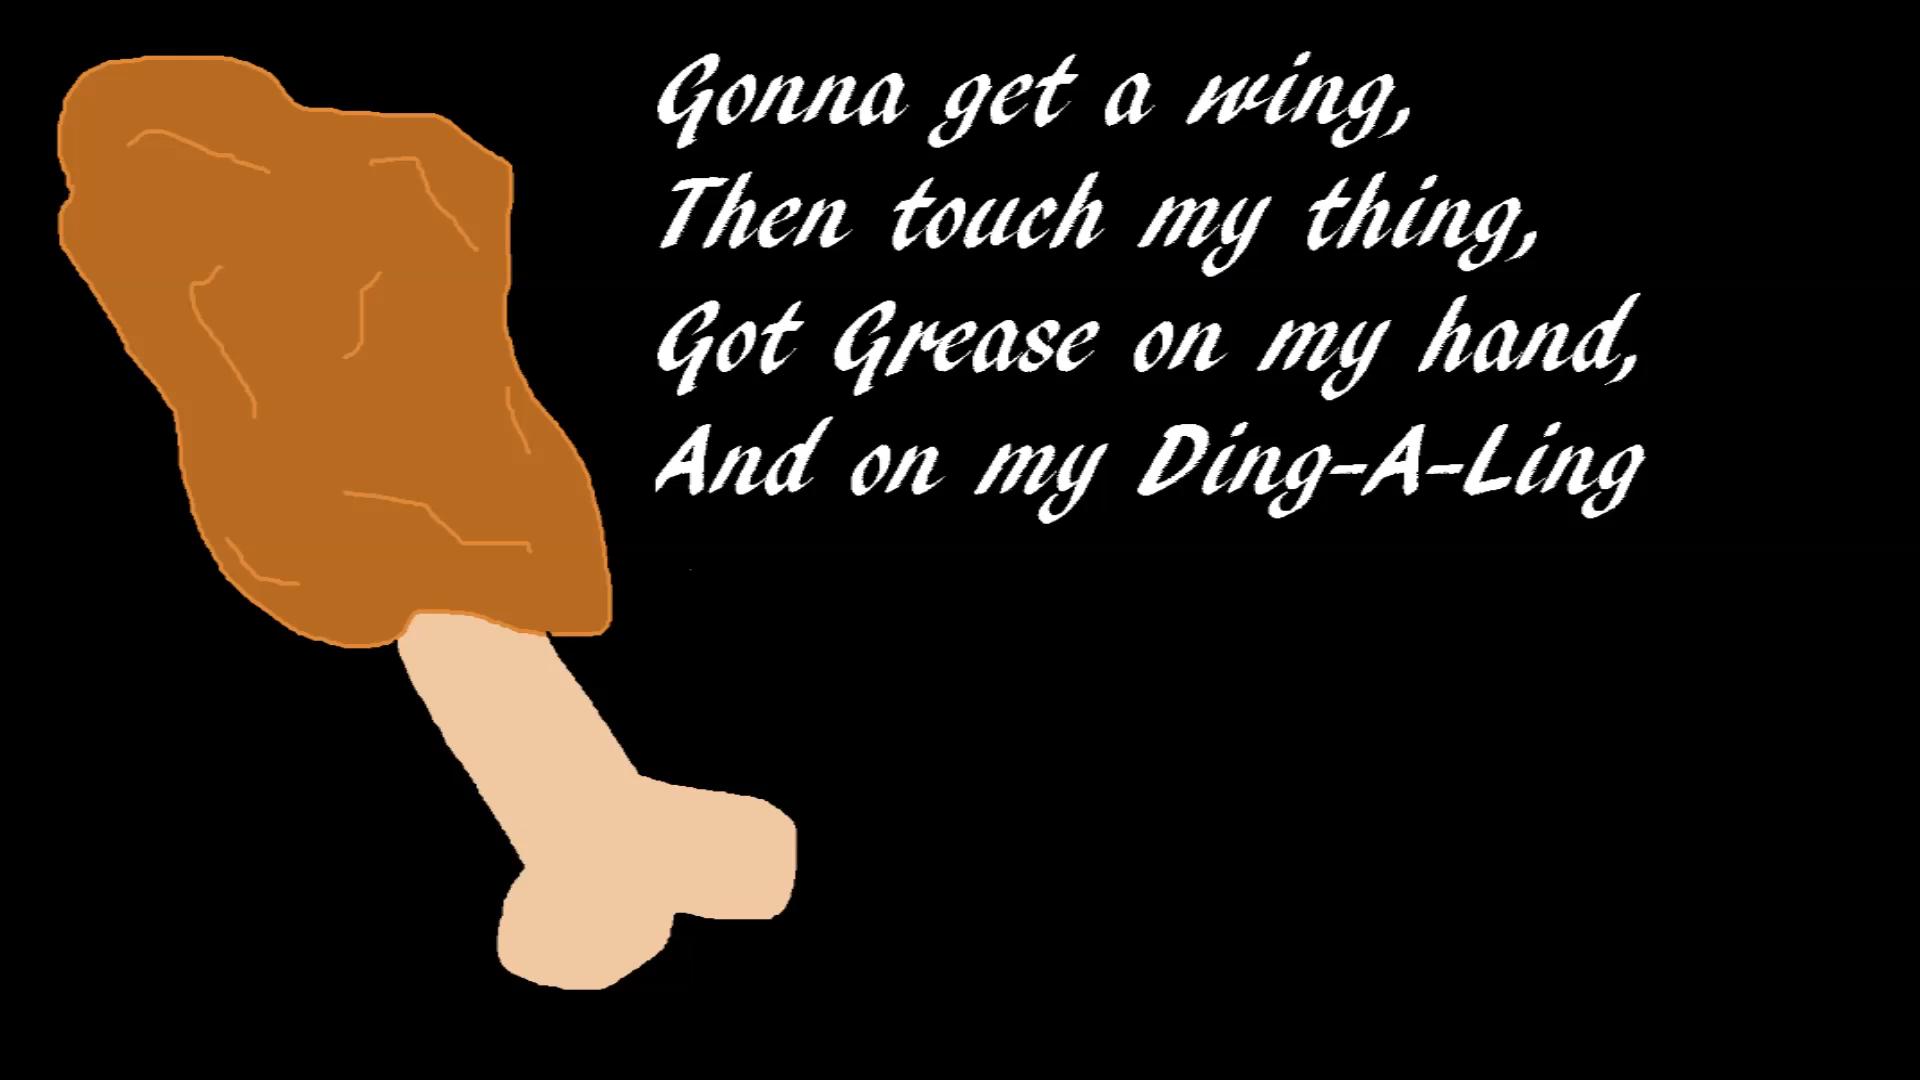 Gonna get a wing,
Then touch my thing,
Got Grease on my hand,
And on my Ding-A-Ling